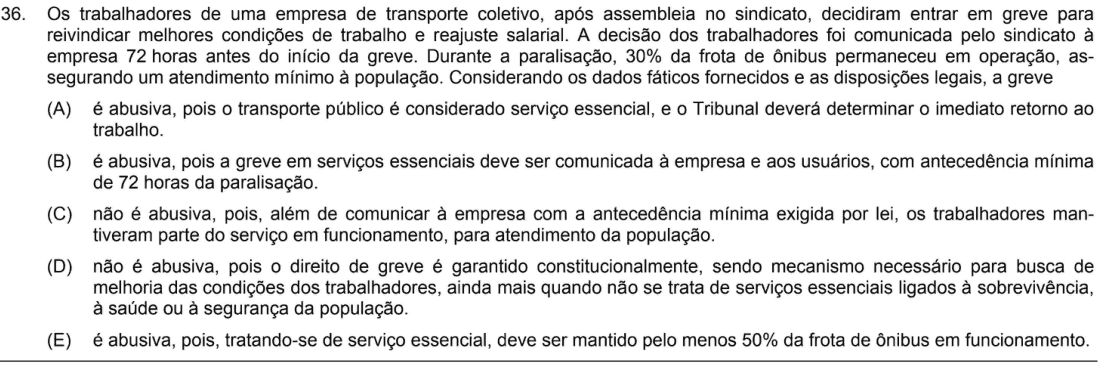 36. Os trabalhadores de uma empresa de transporte coletivo, após assembleia no sindicato, decidiram entrar em greve para
reivindicar melhores condições de trabalho e reajuste salarial. A decisão dos trabalhadores foi comunicada pelo sindicato à
empresa 72 horas antes do início da greve. Durante a paralisação, 30% da frota de ônibus permaneceu em operação, as-
segurando um atendimento mínimo à população. Considerando os dados fáticos fornecidos e as disposições legais, a greve
(A) é abusiva, pois o transporte público é considerado serviço essencial, e o Tribunal deverá determinar o imediato retorno ao
trabalho.
(B) é abusiva, pois a greve em serviços essenciais deve ser comunicada à empresa e aos usuários, com antecedência mínima
de 72 horas da paralisação.
(C) não é abusiva, pois, além de comunicar à empresa com a antecedência mínima exigida por lei, os trabalhadores man-
tiveram parte do serviço em funcionamento, para atendimento da população.
(D) não é abusiva, pois o direito de greve é garantido constitucionalmente, sendo mecanismo necessário para busca de
melhoria das condições dos trabalhadores, ainda mais quando não se trata de serviços essenciais ligados à sobrevivência,
à saúde ou à segurança da população.
(E) é abusiva, pois, tratando-se de serviço essencial, deve ser mantido pelo menos 50% da frota de ônibus em funcionamento.